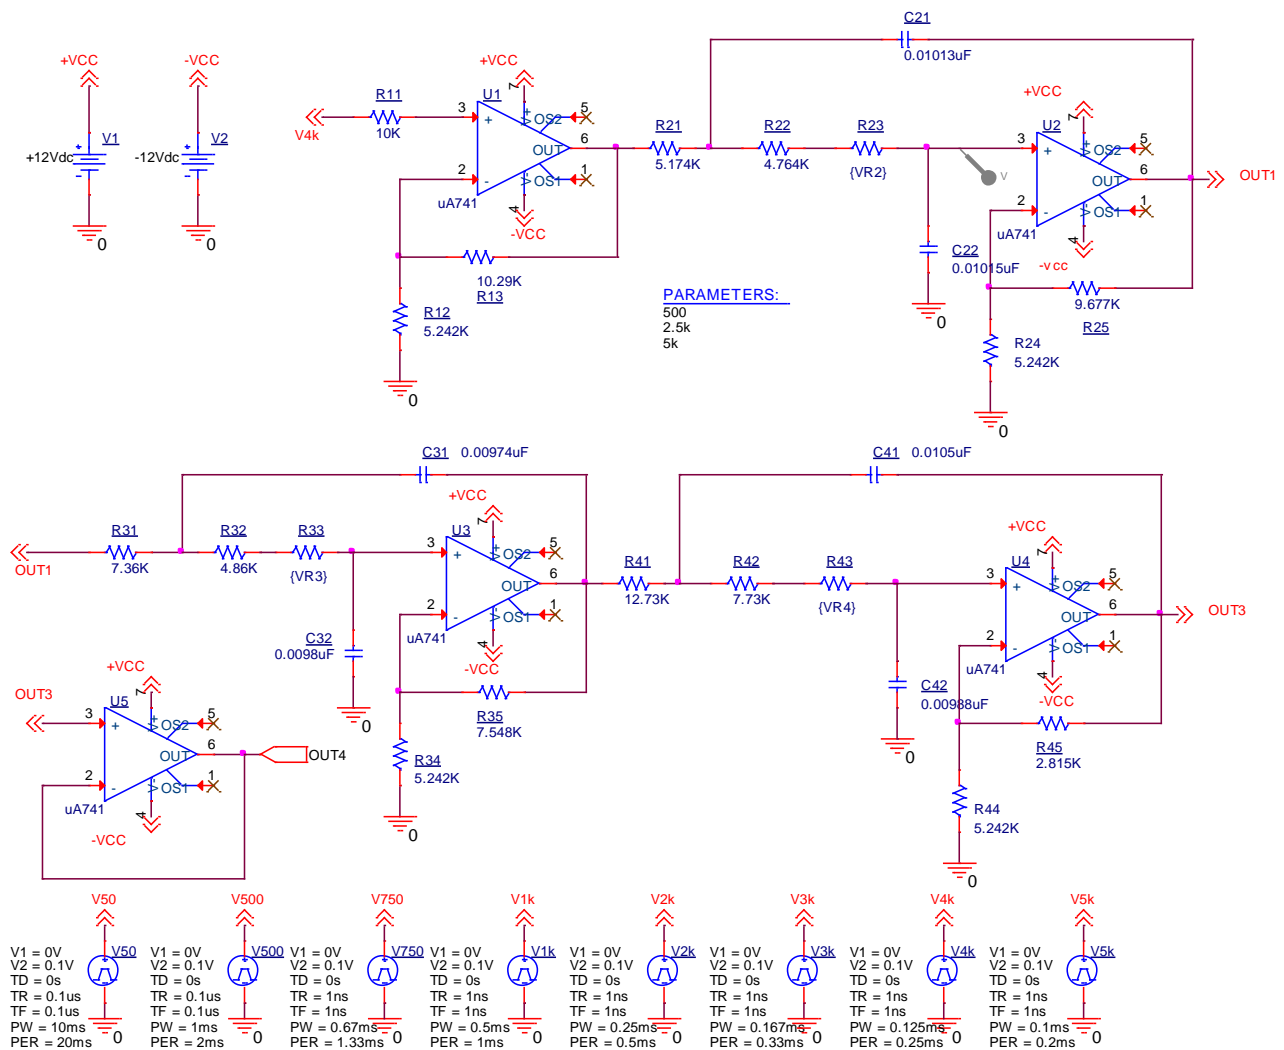 C21
0.01013uF
+VCC
-VCC
V1
+12Vdc
0
V2
-12Vdc
0
V4k
R11
10K
+VCC
U1
3
7
5
+
V+
OS2
OUT
6
2
-
V-
OS1
1
4
uA741
-VCC
10.29K
R13
R12
5.242K
0
R21
5.174K
R22
4.764K
R23
{VR2}
V
C22
0.01015uF
0
+VCC
U2
3
7
5
+
V+
OS2
OUT
6
2
-
V-
OS1
1
4
uA741
-vcc
9.677K
R25
R24
5.242K
0
OUT1
PARAMETERS:
500
2.5k
5k
C31 0.00974uF
C41 0.0105uF
OUT1
R31
7.36K
R32
4.86K
R33
{VR3}
C32
0.0098uF
0
+VCC
U3
3
7
5
+
V+
OS2
OUT
6
2
-
V-
OS1
1
4
uA741
-VCC
R35
7.548K
R34
5.242K
0
R41
12.73K
R42
7.73K
R43
{VR4}
C42
0.00988uF
0
+VCC
U4
3
7
5
+
V+
OS2
OUT
6
2
-
V-
OS1
1
4
uA741
-VCC
R45
2.815K
R44
5.242K
0
OUT3
OUT3
+VCC
U5
3
7
5
+
V+
OS2
OUT
6
2
-
V-
OS1
1
4
uA741
-VCC
OUT4
V50
V50
V1 = 0V
V2 = 0.1V
TD = 0s
TR = 0.1us
TF = 0.1us
PW = 10ms
PER = 20ms
0
V500
V500
V1 = 0V
V2 = 0.1V
TD = 0s
TR = 0.1us
TF = 0.1us
PW = 1ms
PER = 2ms
0
V750
V750
V1 = 0V
V2 = 0.1V
TD = 0s
TR = 1ns
TF = 1ns
PW = 0.67ms
PER = 1.33ms
0
V1k
V1k
V1 = 0V
V2 = 0.1V
TD = 0s
TR = 1ns
TF = 1ns
PW = 0.5ms
PER = 1ms
0
V2k
V2k
V1 = 0V
V2 = 0.1V
TD = 0s
TR = 1ns
TF = 1ns
PW = 0.25ms
PER = 0.5ms
0
V3k
V3k
V1 = 0V
V2 = 0.1V
TD = 0s
TR = 1ns
TF = 1ns
PW = 0.167ms
PER = 0.33ms
0
V4k
V4k
V1 = 0V
V2 = 0.1V
TD = 0s
TR = 1ns
TF = 1ns
PW = 0.125ms
PER = 0.25ms
0
V5k
V5k
V1 = 0V
V2 = 0.1V
TD = 0s
TR = 1ns
TF = 1ns
PW = 0.1ms
PER = 0.2ms
0